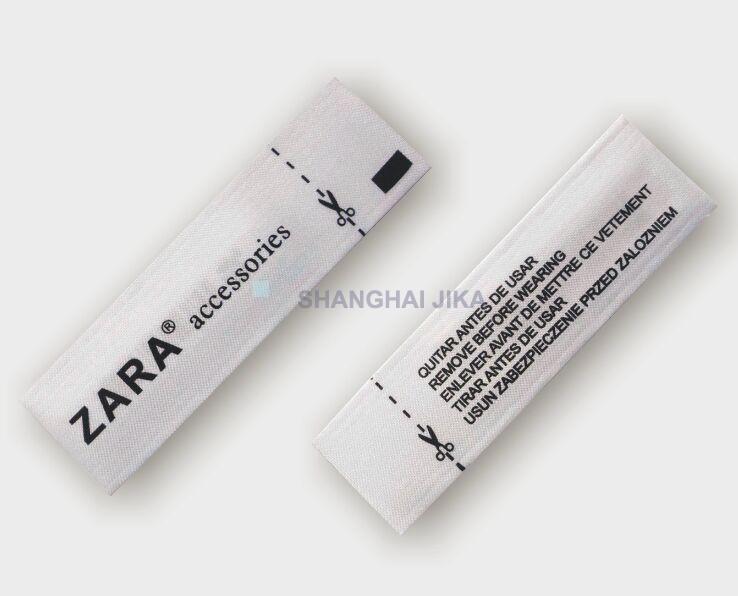 ZARA® accessories
SHANGHAI JIKA
QUITAR ANTES DE USAR
REMOVE BEFORE WEARING
ENLEVER AVANT DE METTRE CE VETEMENT
TIRAR ANTES DE USAR
USUN ZABEZPIECZENIE PRZED ZALOZNIEM